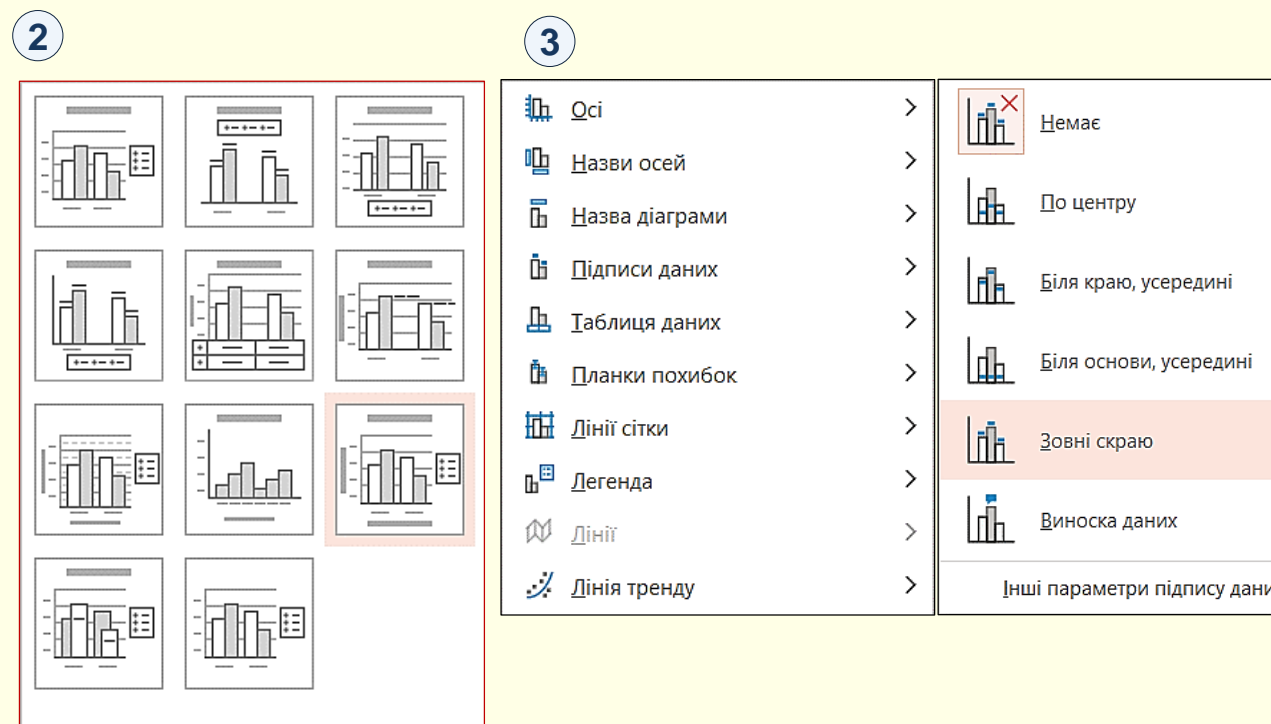 2
3
Осі
Назви осей
Назва діаграми
Підписи даних
Таблиця даних
Планки похибок
Лінії сітки
Легенда
Лінії
Лінія тренду
Немає
По центру
Біля краю, усередині
Біля основи, усередині
Зовні скраю
Виноска даних
Інші параметри підпису дани